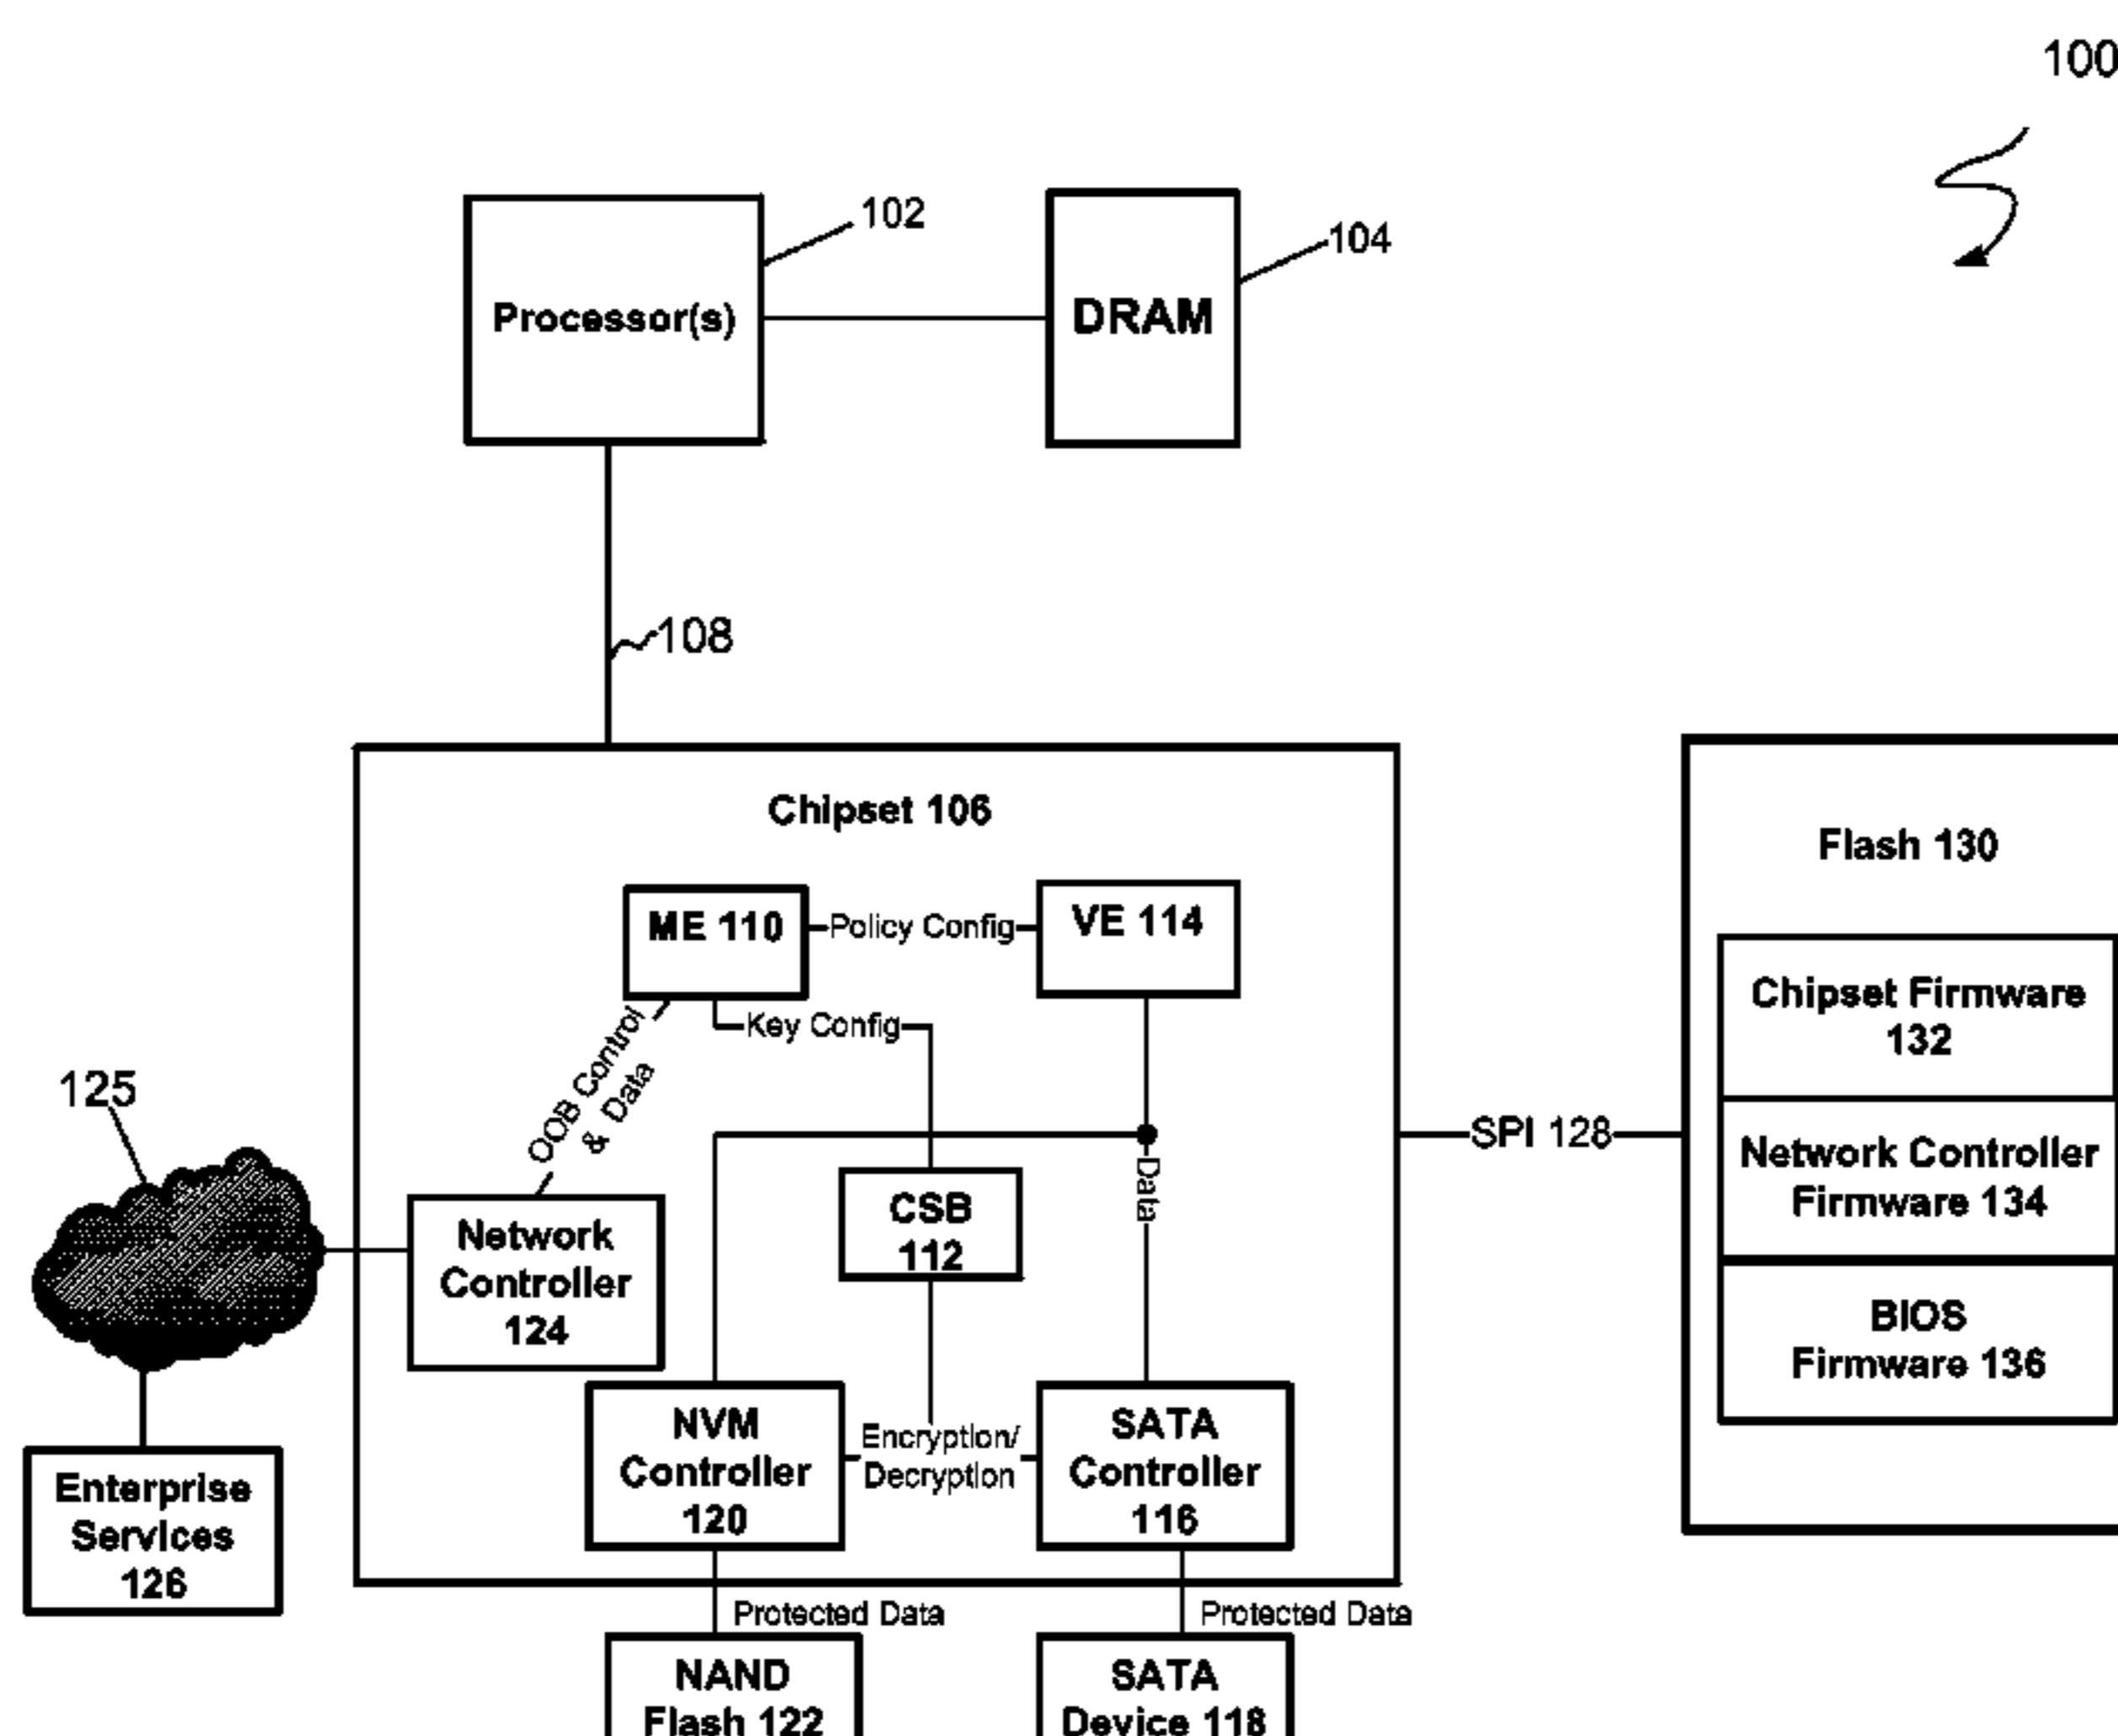 100
102
104
Processor(s)
DRAM
108
Chipset 106
Flash 130
ME 110
Policy Config
VE 114
Key Config
OOB Control
& Data
Chipset Firmware
132
125
SPI 128
Data
Network Controller
Firmware 134
CSB
112
Network
Controller
124
BIOS
Firmware 136
NVM
Controller
120
Encryption/
Decryption
SATA
Controller
116
Enterprise
Services
126
Protected Data
Protected Data
NAND
Flash 122
SATA
Device 118